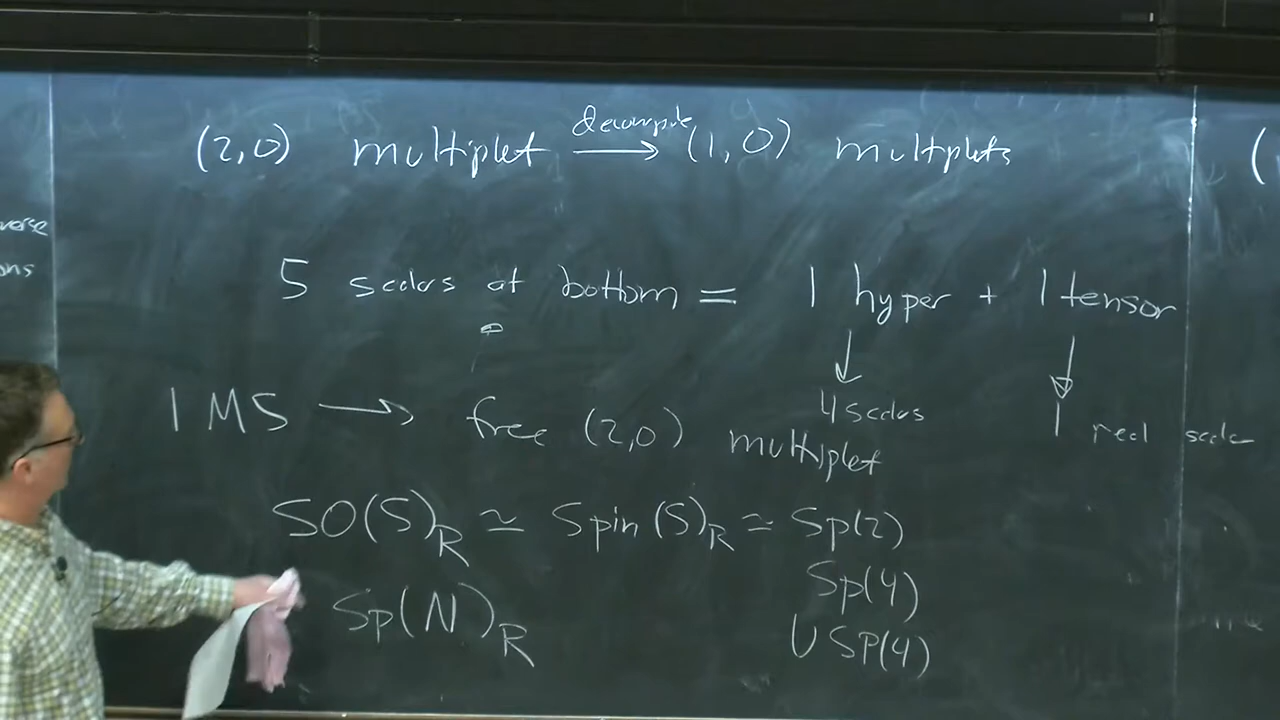 (2,0) multiplet ⟶ (1,0) multplets
5 scalars at bottom = 1 hyper + 1 tensor
↓ ↓
4 scalars 1 real scalar
1 M5 ⟶ free (2,0) multiplet
SO(5)_R ≃ Spin(5)_R ≃ Sp(2)
Sp(4)
Sp(N)_R
USp(4)